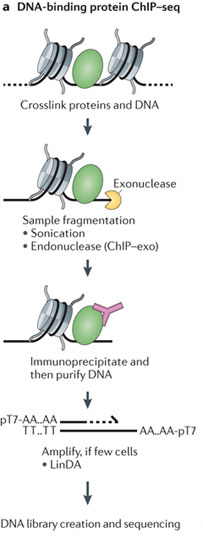 a DNA-binding protein ChIP–seq
Crosslink proteins and DNA
Exonuclease
Sample fragmentation
• Sonication
• Endonuclease (ChIP–exo)
Immunoprecipitate and
then purify DNA
pT7-AA..AA
TT..TT
AA..AA-pT7
Amplify, if few cells
• LinDA
DNA library creation and sequencing